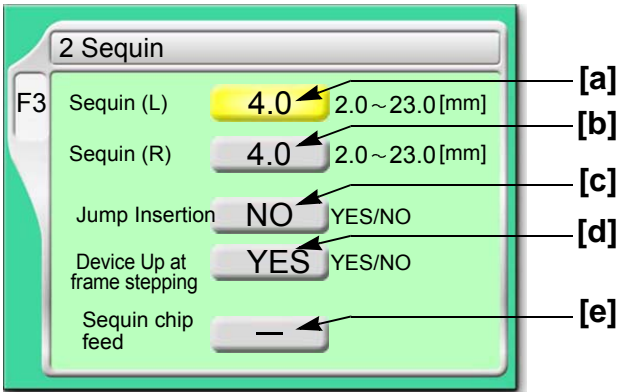 2 Sequin
F3
Sequin (L) 4.0 2.0～23.0[mm] [a]
Sequin (R) 4.0 2.0～23.0[mm] [b]
Jump Insertion NO YES/NO [c]
Device Up at
frame stepping YES YES/NO [d]
Sequin chip
feed — [e]